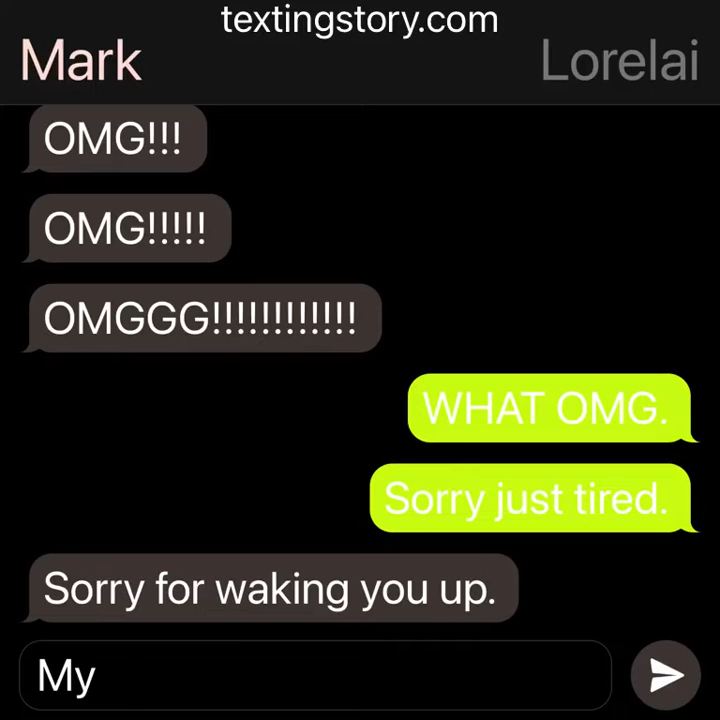 textingstory.com
Mark
Lorelai
OMG!!!
OMG!!!!!
OMGGG!!!!!!!!!!!!
WHAT OMG.
Sorry just tired.
Sorry for waking you up.
My